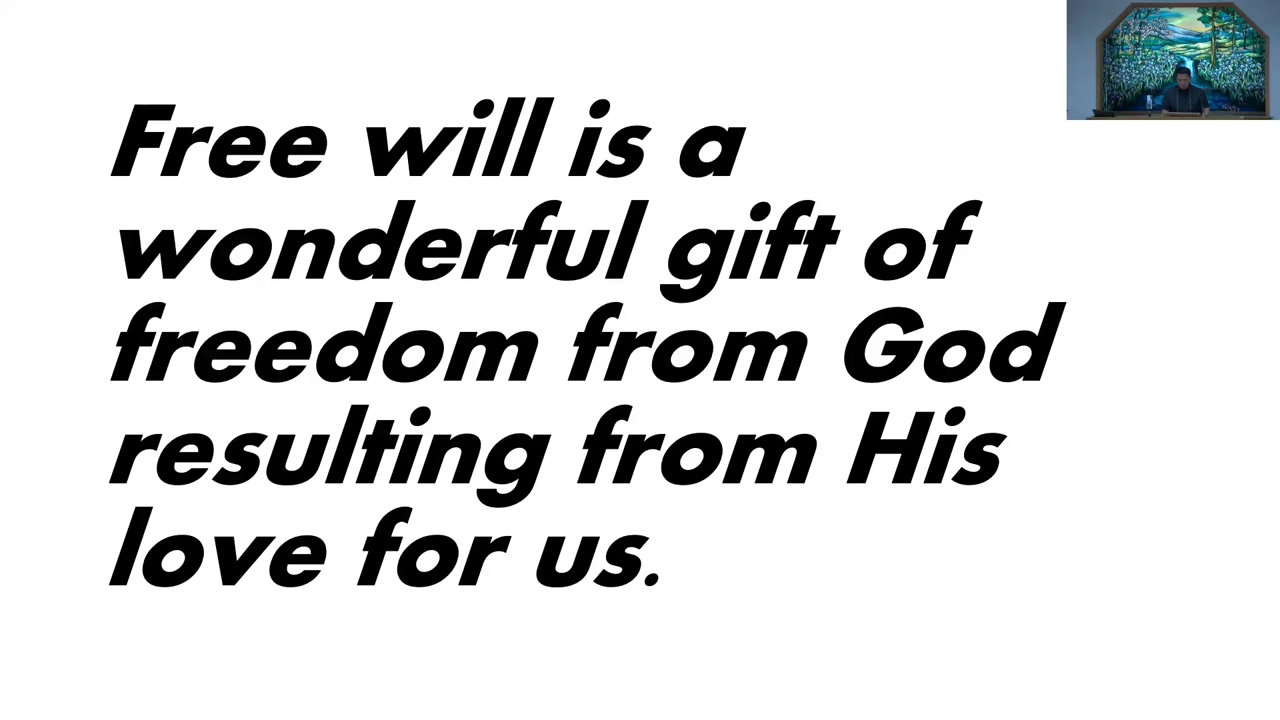 Free will is a
wonderful gift of
freedom from God
resulting from His
love for us.